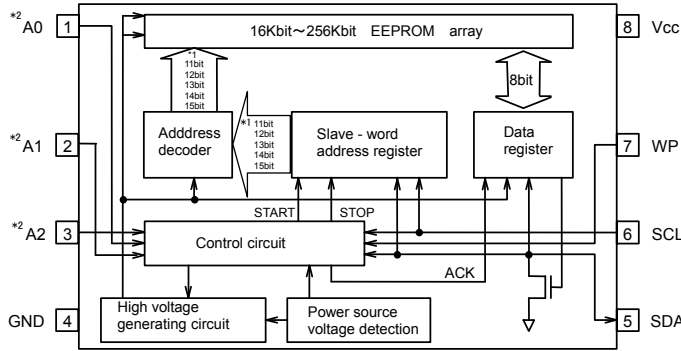 *2 A0 1
16Kbit～256Kbit EEPROM array
8 Vcc
*1
11bit
12bit
13bit
14bit
15bit
8bit
*2 A1 2
Adddress
decoder
*1 11bit
12bit
13bit
14bit
15bit
Slave - word
address register
Data
register
7 WP
START
STOP
*2 A2 3
Control circuit
6 SCL
ACK
GND 4
High voltage
generating circuit
Power source
voltage detection
5 SDA